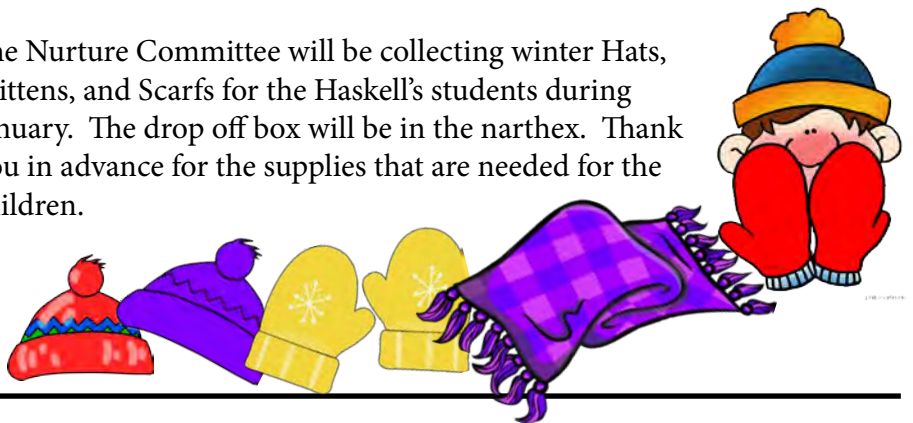 he Nurture Committee will be collecting winter Hats,
ittens, and Scarfs for the Haskell's students during
nuary. The drop off box will be in the narthex. Thank
ou in advance for the supplies that are needed for the
ildren.